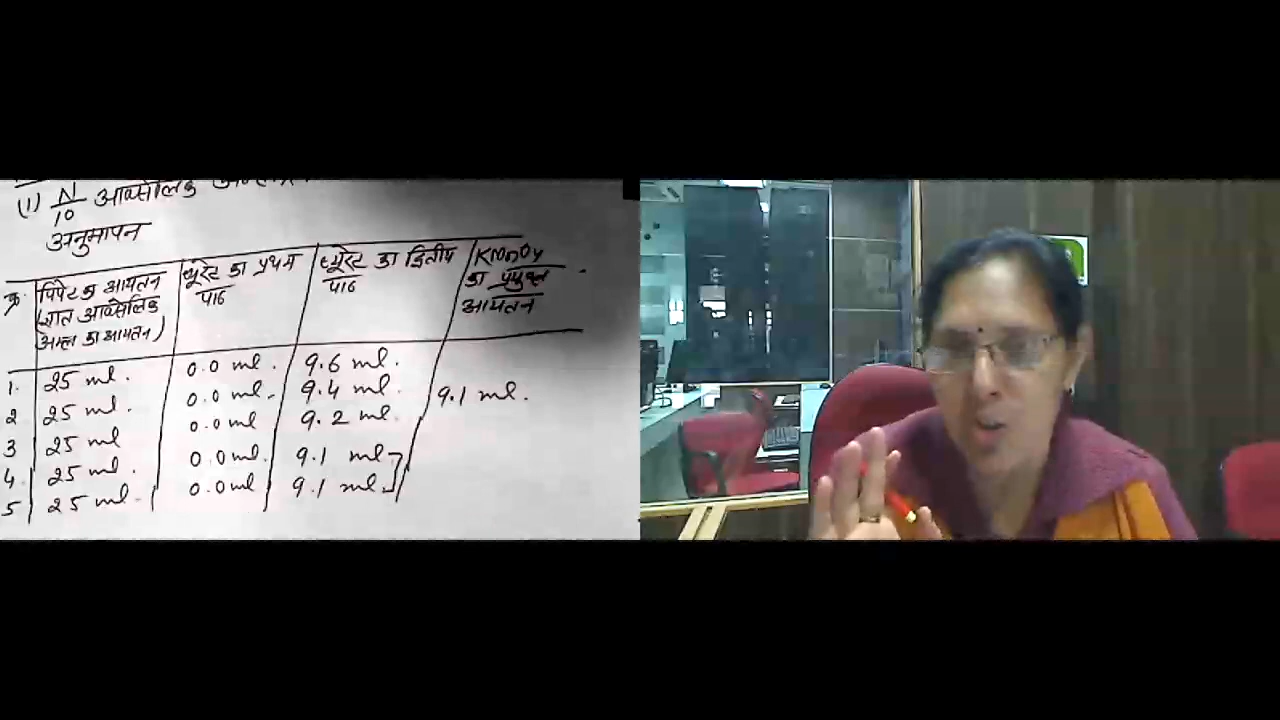 (1) N/10 आक्सेलिक
अनुमापन
क्र. | पिपेट का आयतन (ज्ञात आक्सेलिक अम्ल का आयतन) | ब्यूरेट का प्रथम पाठ | ब्यूरेट का द्वितीय पाठ | KMnO4 का प्रयुक्त आयतन
1. 25 ml. 0.0 ml. 9.6 ml.
2 25 ml. 0.0 ml. 9.4 ml. 9.1 ml.
3 25 ml 0.0 ml 9.2 ml.
4. 25 ml. 0.0 ml. 9.1 ml
5 25 ml. 0.0 ml 9.1 ml